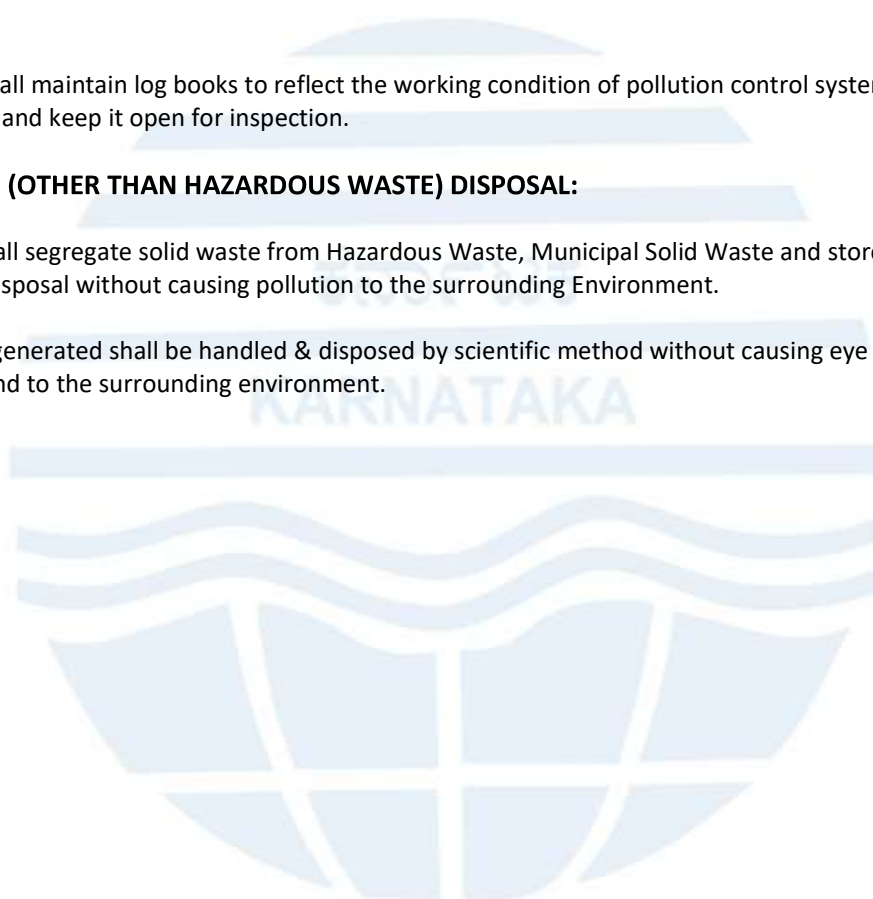 all maintain log books to reflect the working condition of pollution control system
and keep it open for inspection.
(OTHER THAN HAZARDOUS WASTE) DISPOSAL:
all segregate solid waste from Hazardous Waste, Municipal Solid Waste and store
isposal without causing pollution to the surrounding Environment.
generated shall be handled & disposed by scientific method without causing eye
nd to the surrounding environment.
KARNATAKA